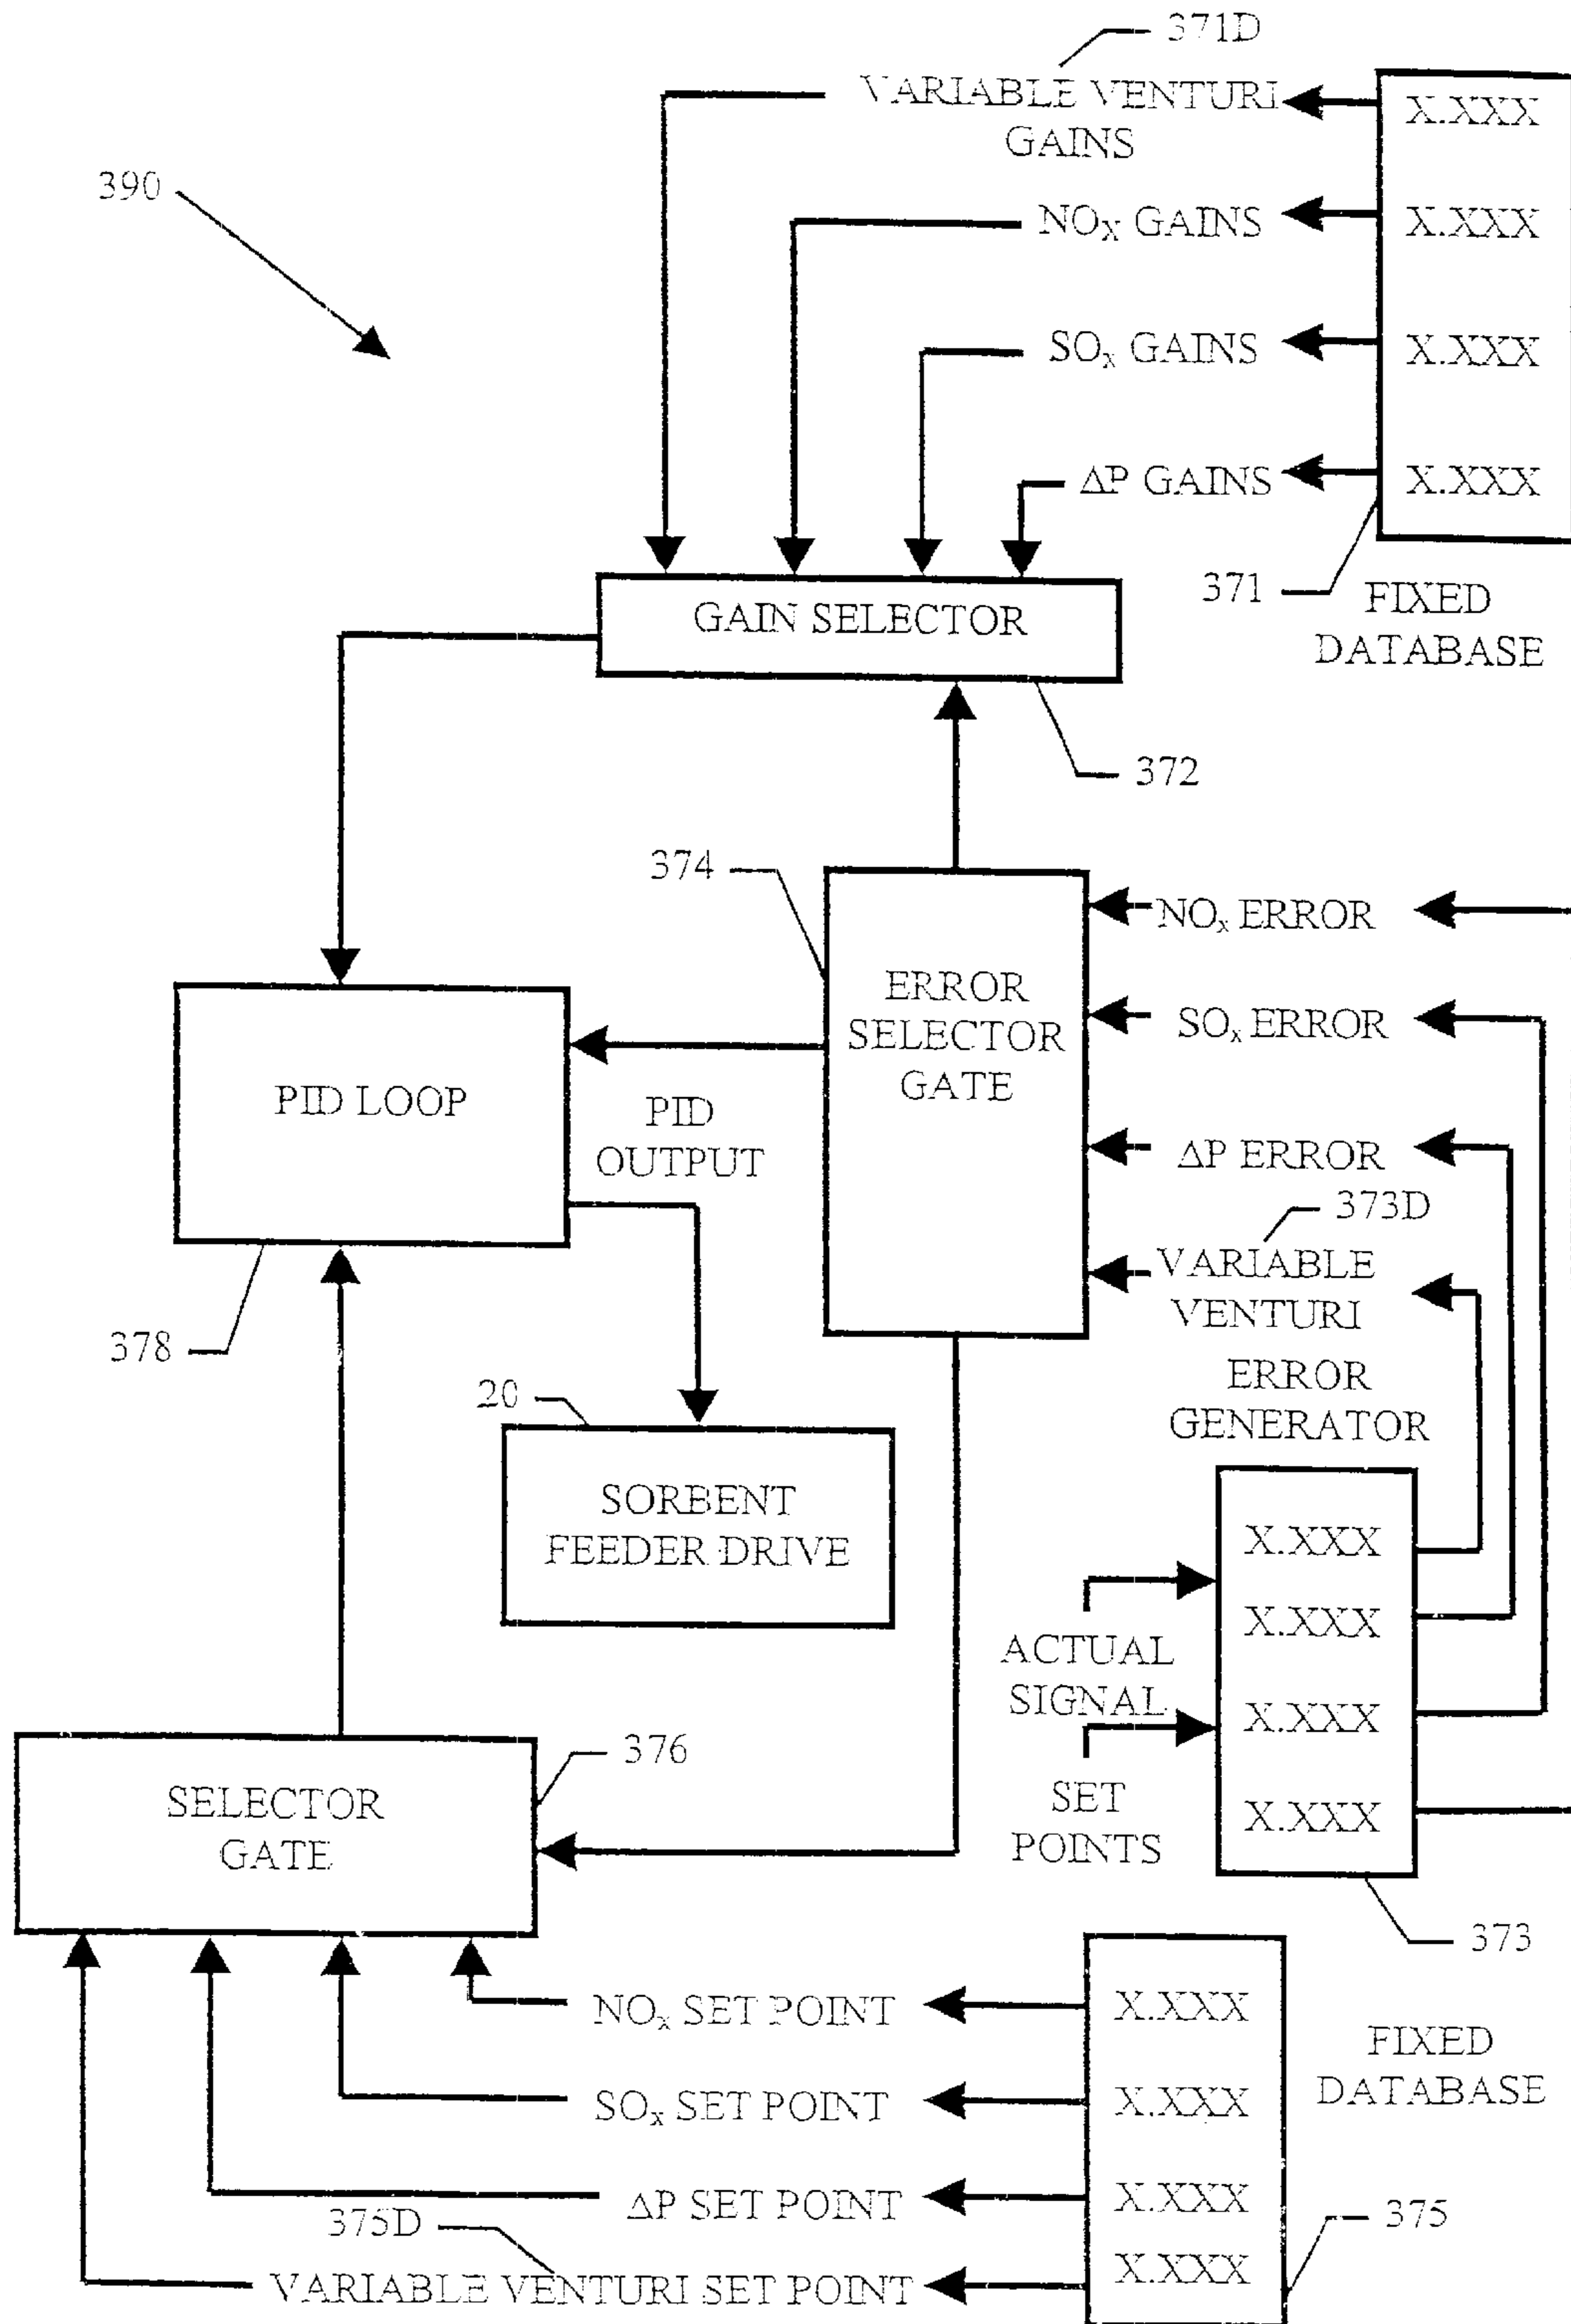 371D
VARIABLE VENTURI
GAINS
X.XXX
390
NOX GAINS
X.XXX
SOx GAINS
X.XXX
ΔP GAINS
X.XXX
371
FIXED
DATABASE
GAIN SELECTOR
372
374
NOx ERROR
ERROR
SELECTOR
GATE
SOx ERROR
PID LOOP
PID
OUTPUT
ΔP ERROR
373D
VARIABLE
VENTURI
378
ERROR
GENERATOR
20
SORBENT
FEEDER DRIVE
X.XXX
X.XXX
X.XXX
X.XXX
ACTUAL
SIGNAL
SET
POINTS
376
SELECTOR
GATE
373
NOx SET POINT
X.XXX
FIXED
DATABASE
SOx SET POINT
X.XXX
ΔP SET POINT
X.XXX
375D
375
VARIABLE VENTURI SET POINT
X.XXX